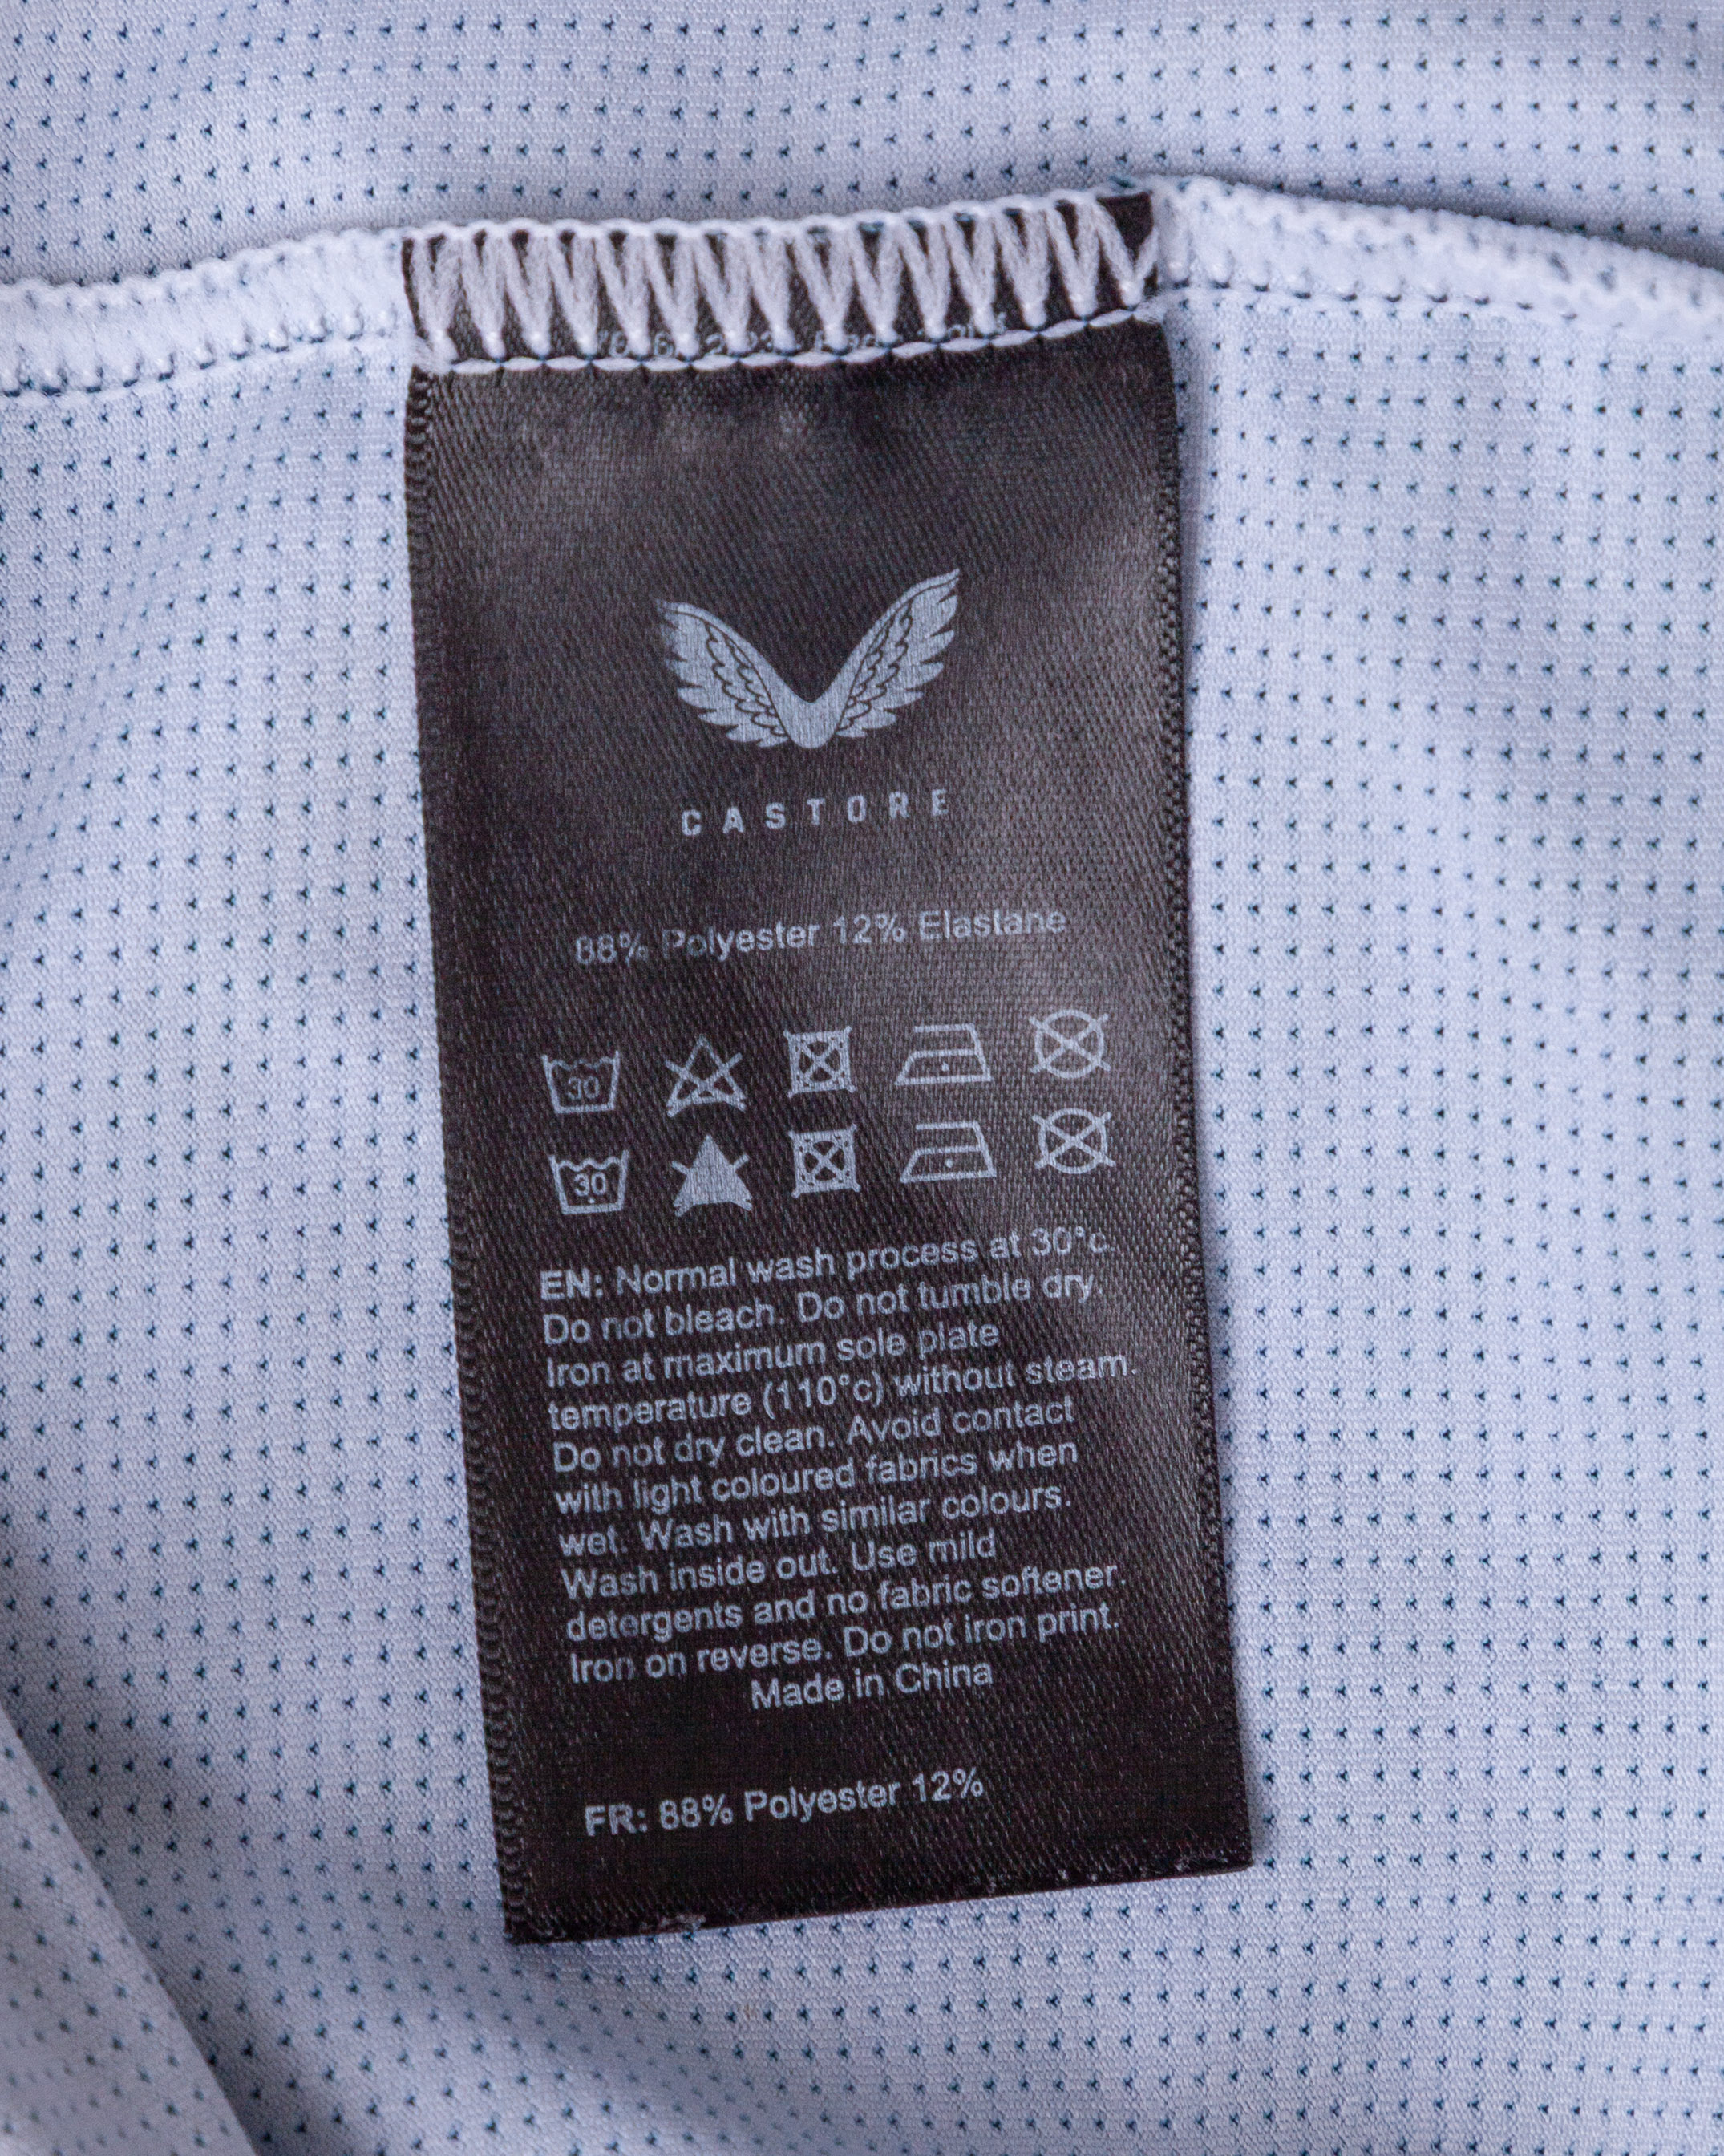 CASTORE
88% Polyester 12% Elastane
30
30
EN: Normal wash process at 30°c.
Do not bleach. Do not tumble dry.
Iron at maximum sole plate
temperature (110°c) without steam.
Do not dry clean. Avoid contact
with light coloured fabrics when
wet. Wash with similar colours.
Wash inside out. Use mild
detergents and no fabric softener.
Iron on reverse. Do not iron print.
Made in China
FR: 88% Polyester 12%